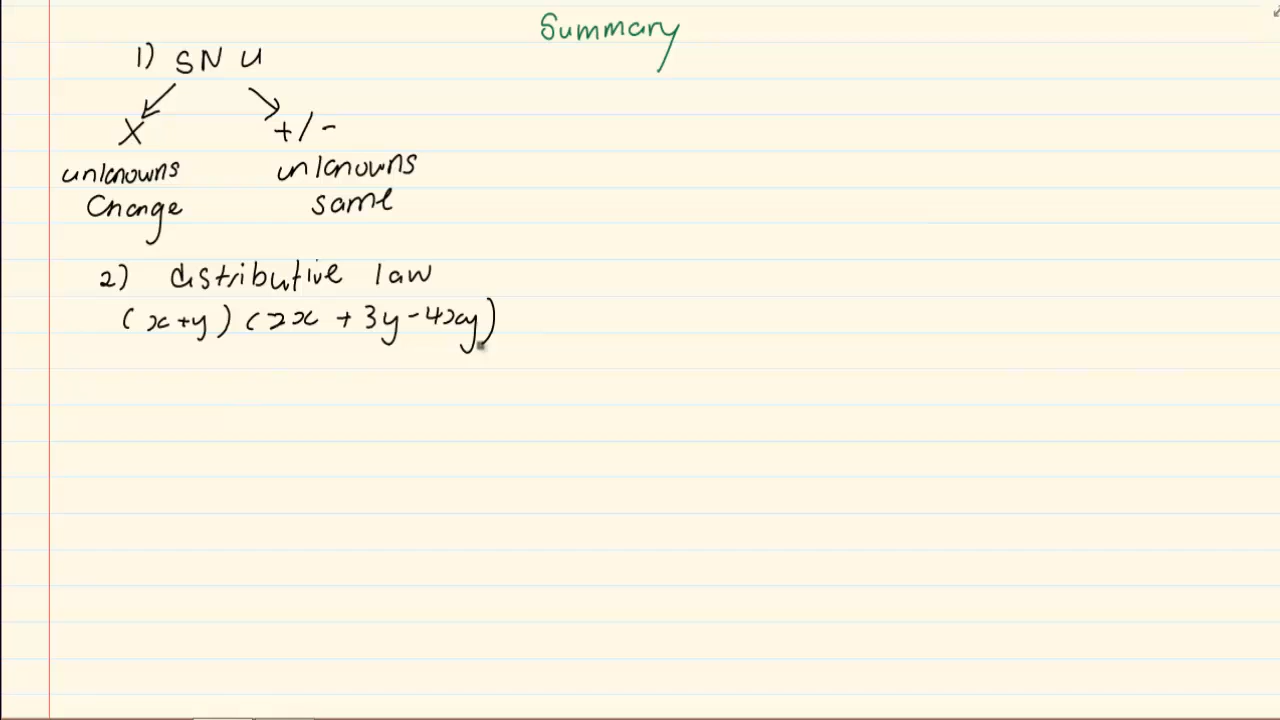 Summary
1) SNU
X +/-
unknowns unknowns
Change same
2) distributive law
(x+y)(2x + 3y-4xy)